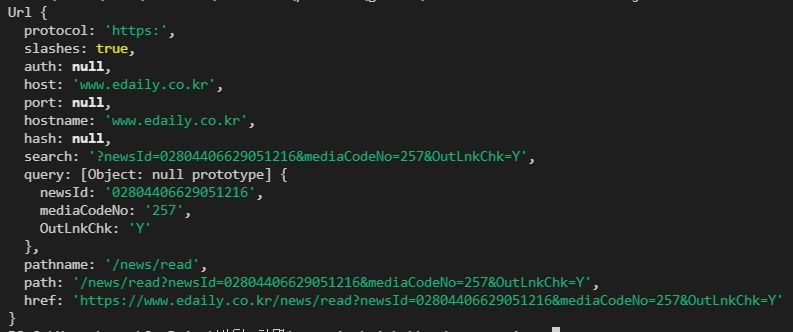 Url {
  protocol: 'https:',
  slashes: true,
  auth: null,
  host: 'www.edaily.co.kr',
  port: null,
  hostname: 'www.edaily.co.kr',
  hash: null,
  search: '?newsId=02804406629051216&mediaCodeNo=257&OutLnkChk=Y',
  query: [Object: null prototype] {
    newsId: '02804406629051216',
    mediaCodeNo: '257',
    OutLnkChk: 'Y'
  },
  pathname: '/news/read',
  path: '/news/read?newsId=02804406629051216&mediaCodeNo=257&OutLnkChk=Y',
  href: 'https://www.edaily.co.kr/news/read?newsId=02804406629051216&mediaCodeNo=257&OutLnkChk=Y'
}